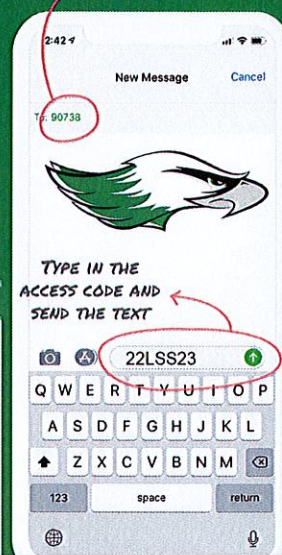 2:42
New Message
Cancel
To: 90738
TYPE IN THE
ACCESS CODE AND
SEND THE TEXT
22LSS23
Q W E R T Y U I O P
A S D F G H J K L
Z X C V B N M
123
space
return